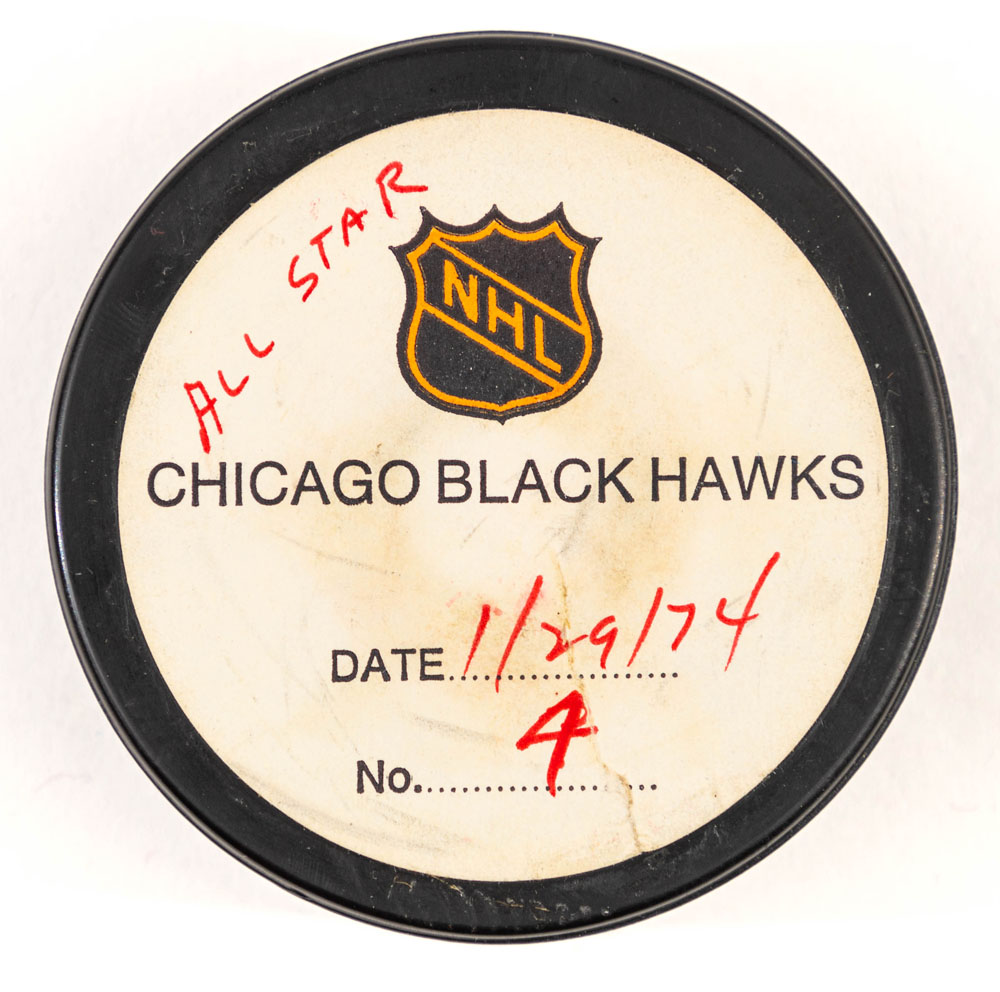 ALL STAR
NHL
CHICAGO BLACK HAWKS
DATE....1/29/74
No.....4